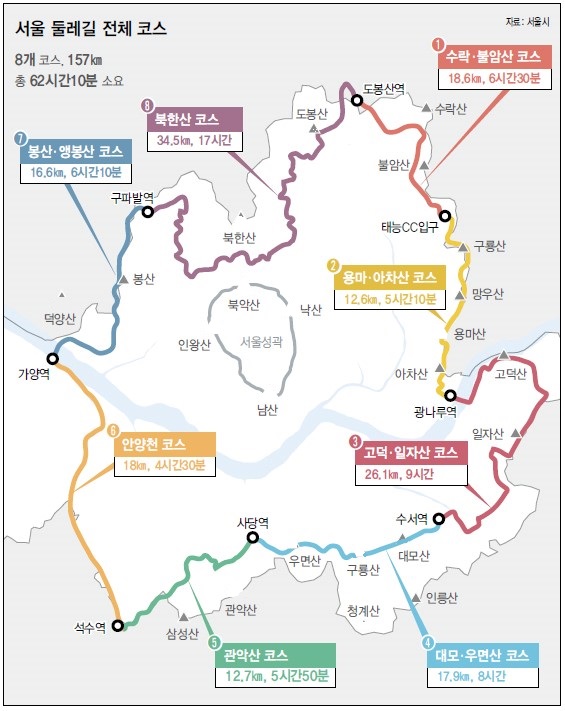 서울 둘레길 전체 코스
자료: 서울시
8개 코스, 157km
총 62시간10분 소요
1
수락·불암산 코스
18.6km, 6시간30분
도봉산역
8
북한산 코스
34.5km, 17시간
도봉산
수락산
7
봉산·앵봉산 코스
16.6km, 6시간10분
불암산
구파발역
태능CC입구
북한산
구릉산
2
용마·아차산 코스
12.6km, 5시간10분
봉산
망우산
덕양산
북악산
낙산
용마산
인왕산
서울성곽
가양역
아차산
고덕산
남산
광나루역
6
안양천 코스
18km, 4시간30분
일자산
3
고덕·일자산 코스
26.1km, 9시간
사당역
수서역
우면산
대모산
구룡산
관악산
청계산
인릉산
석수역
삼성산
5
관악산 코스
12.7km, 5시간50분
4
대모·우면산 코스
17.9km, 8시간